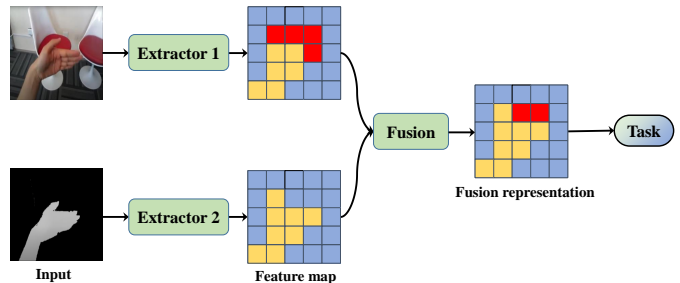 Extractor 1
Fusion
Task
Fusion representation
Extractor 2
Input
Feature map